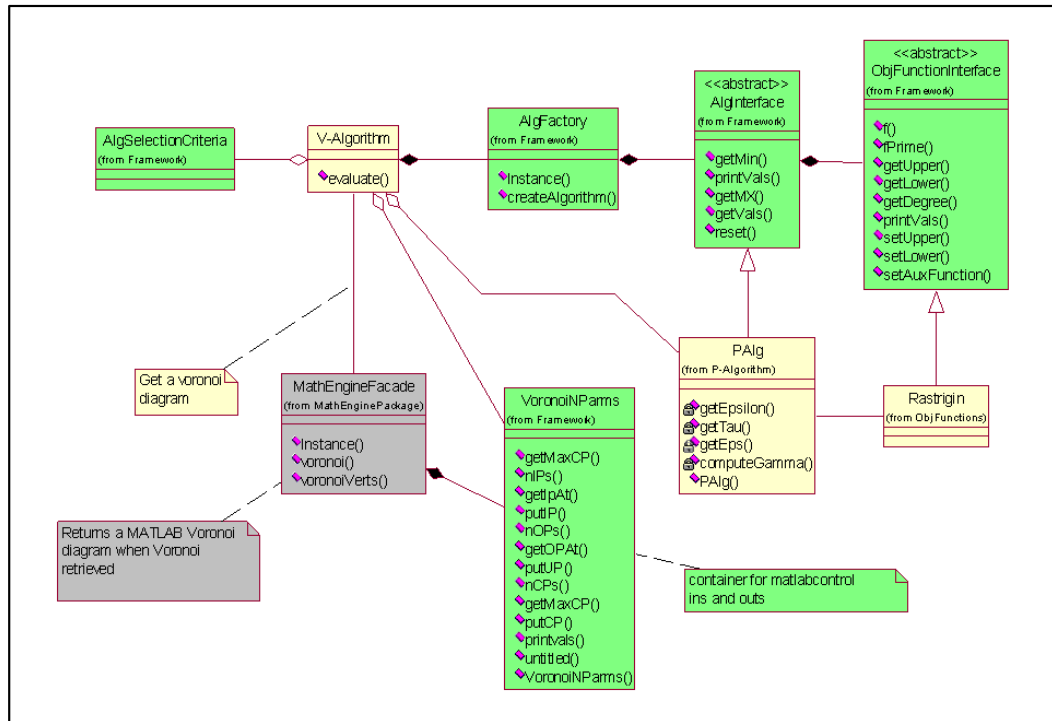 AlgSelectionCriteria
(from Framework)
V-Algorithm
evaluate()
AlgFactory
(from Framework)
Instance()
createAlgorithm()
<<abstract>>
AlgInterface
(from Framework)
getMin()
printVals()
getMX()
getVals()
reset()
<<abstract>>
ObjFunctionInterface
(from Framework)
f()
fPrime()
getUpper()
getLower()
getDegree()
printVals()
setUpper()
setLower()
setAuxFunction()
Get a voronoi
diagram
MathEngineFacade
(from MathEnginePackage)
Instance()
voronoi()
voronoiVerts()
Returns a MATLAB Voronoi
diagram when Voronoi
retrieved
VoronoiNParms
(from Framework)
getMaxCP()
nIPs()
getIpAt()
putIP()
nOPs()
getOPAt()
putUP()
nCPs()
getMaxCP()
putCP()
printvals()
untitled()
VoronoiNParms()
PAlg
(from P-Algorithm)
getEpsilon()
getTau()
getEps()
computeGamma()
PAlg()
Rastrigin
(from ObjFunctions)
container for matlabcontrol
ins and outs